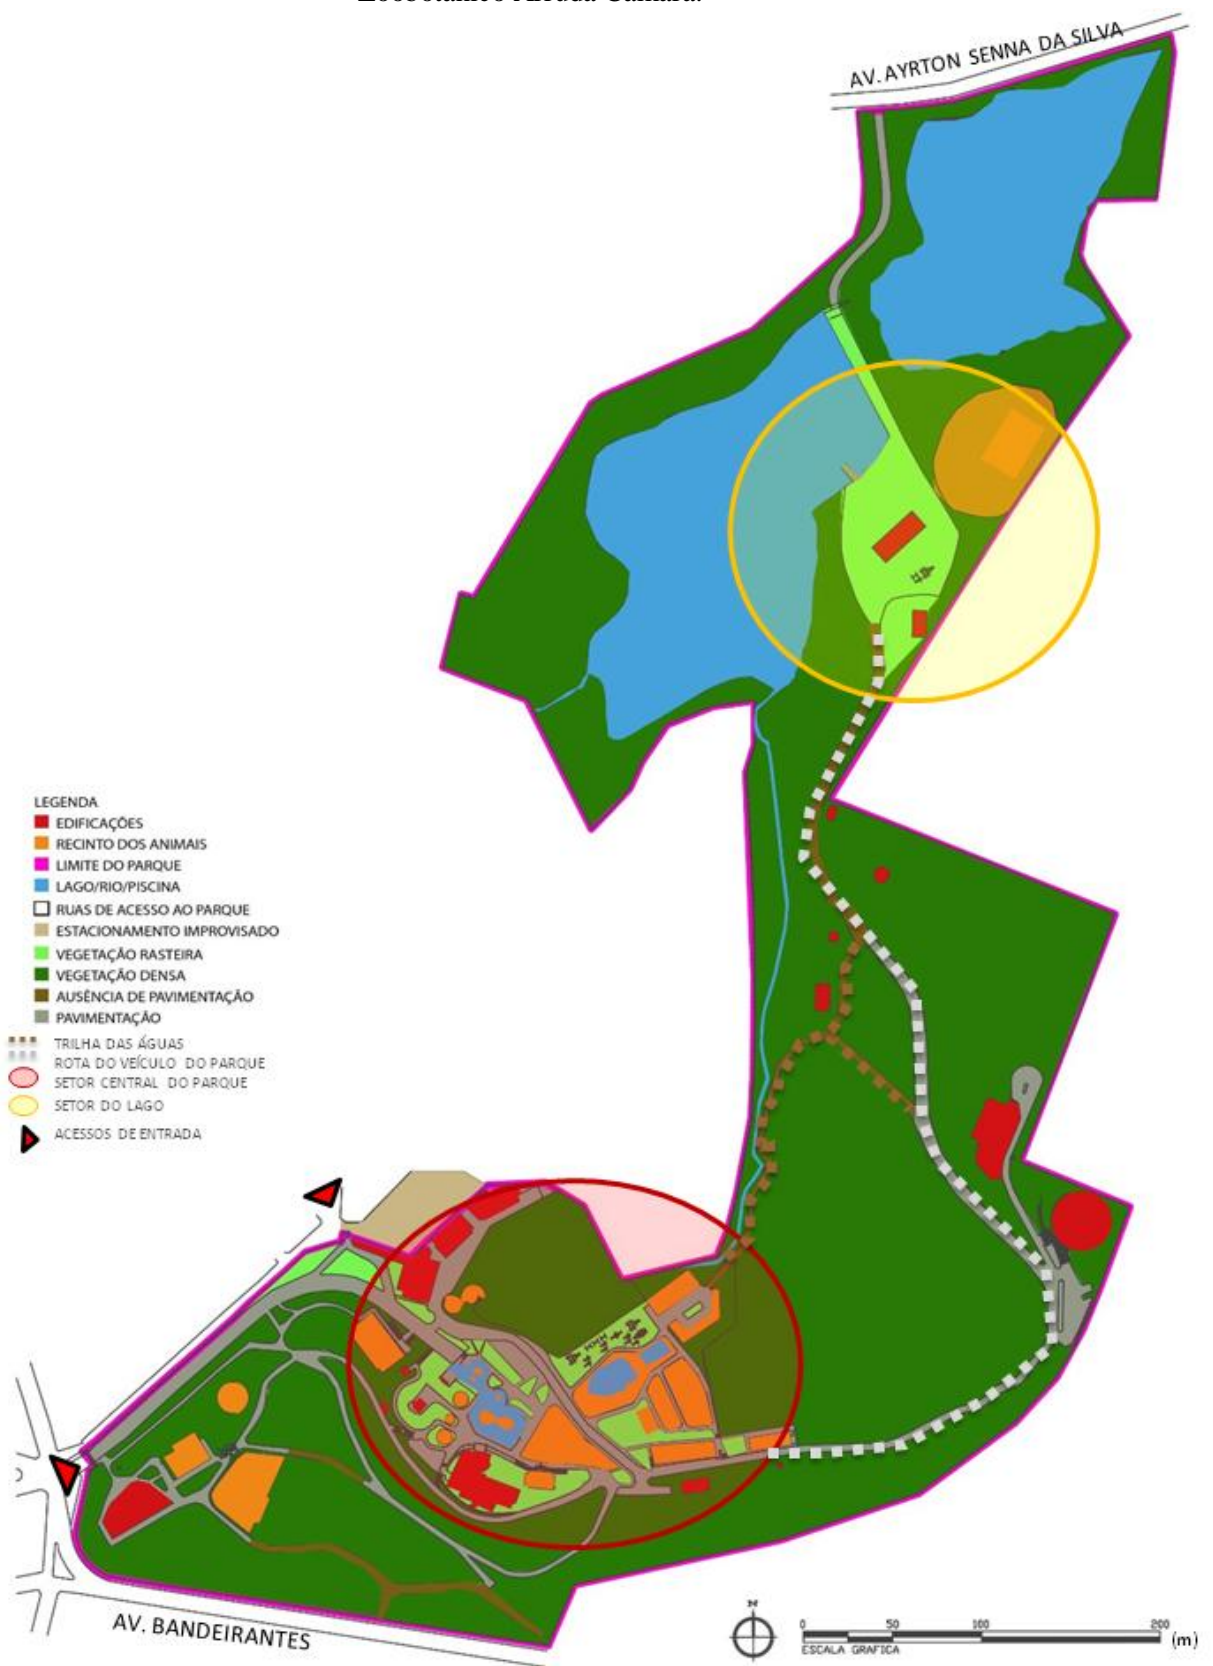 Zoobotânico Arruda Câmara.
AV. AYRTON SENNA DA SILVA
LEGENDA
EDIFICAÇÕES
RECINTO DOS ANIMAIS
LIMITE DO PARQUE
LAGO/RIO/PISCINA
RUAS DE ACESSO AO PARQUE
ESTACIONAMENTO IMPROVISADO
VEGETAÇÃO RASTEIRA
VEGETAÇÃO DENSA
AUSÊNCIA DE PAVIMENTAÇÃO
PAVIMENTAÇÃO
TRILHA DAS ÁGUAS
ROTA DO VEÍCULO DO PARQUE
SETOR CENTRAL DO PARQUE
SETOR DO LAGO
ACESSOS DE ENTRADA
AV. BANDEIRANTES
N
0 50 100 200 (m)
ESCALA GRAFICA